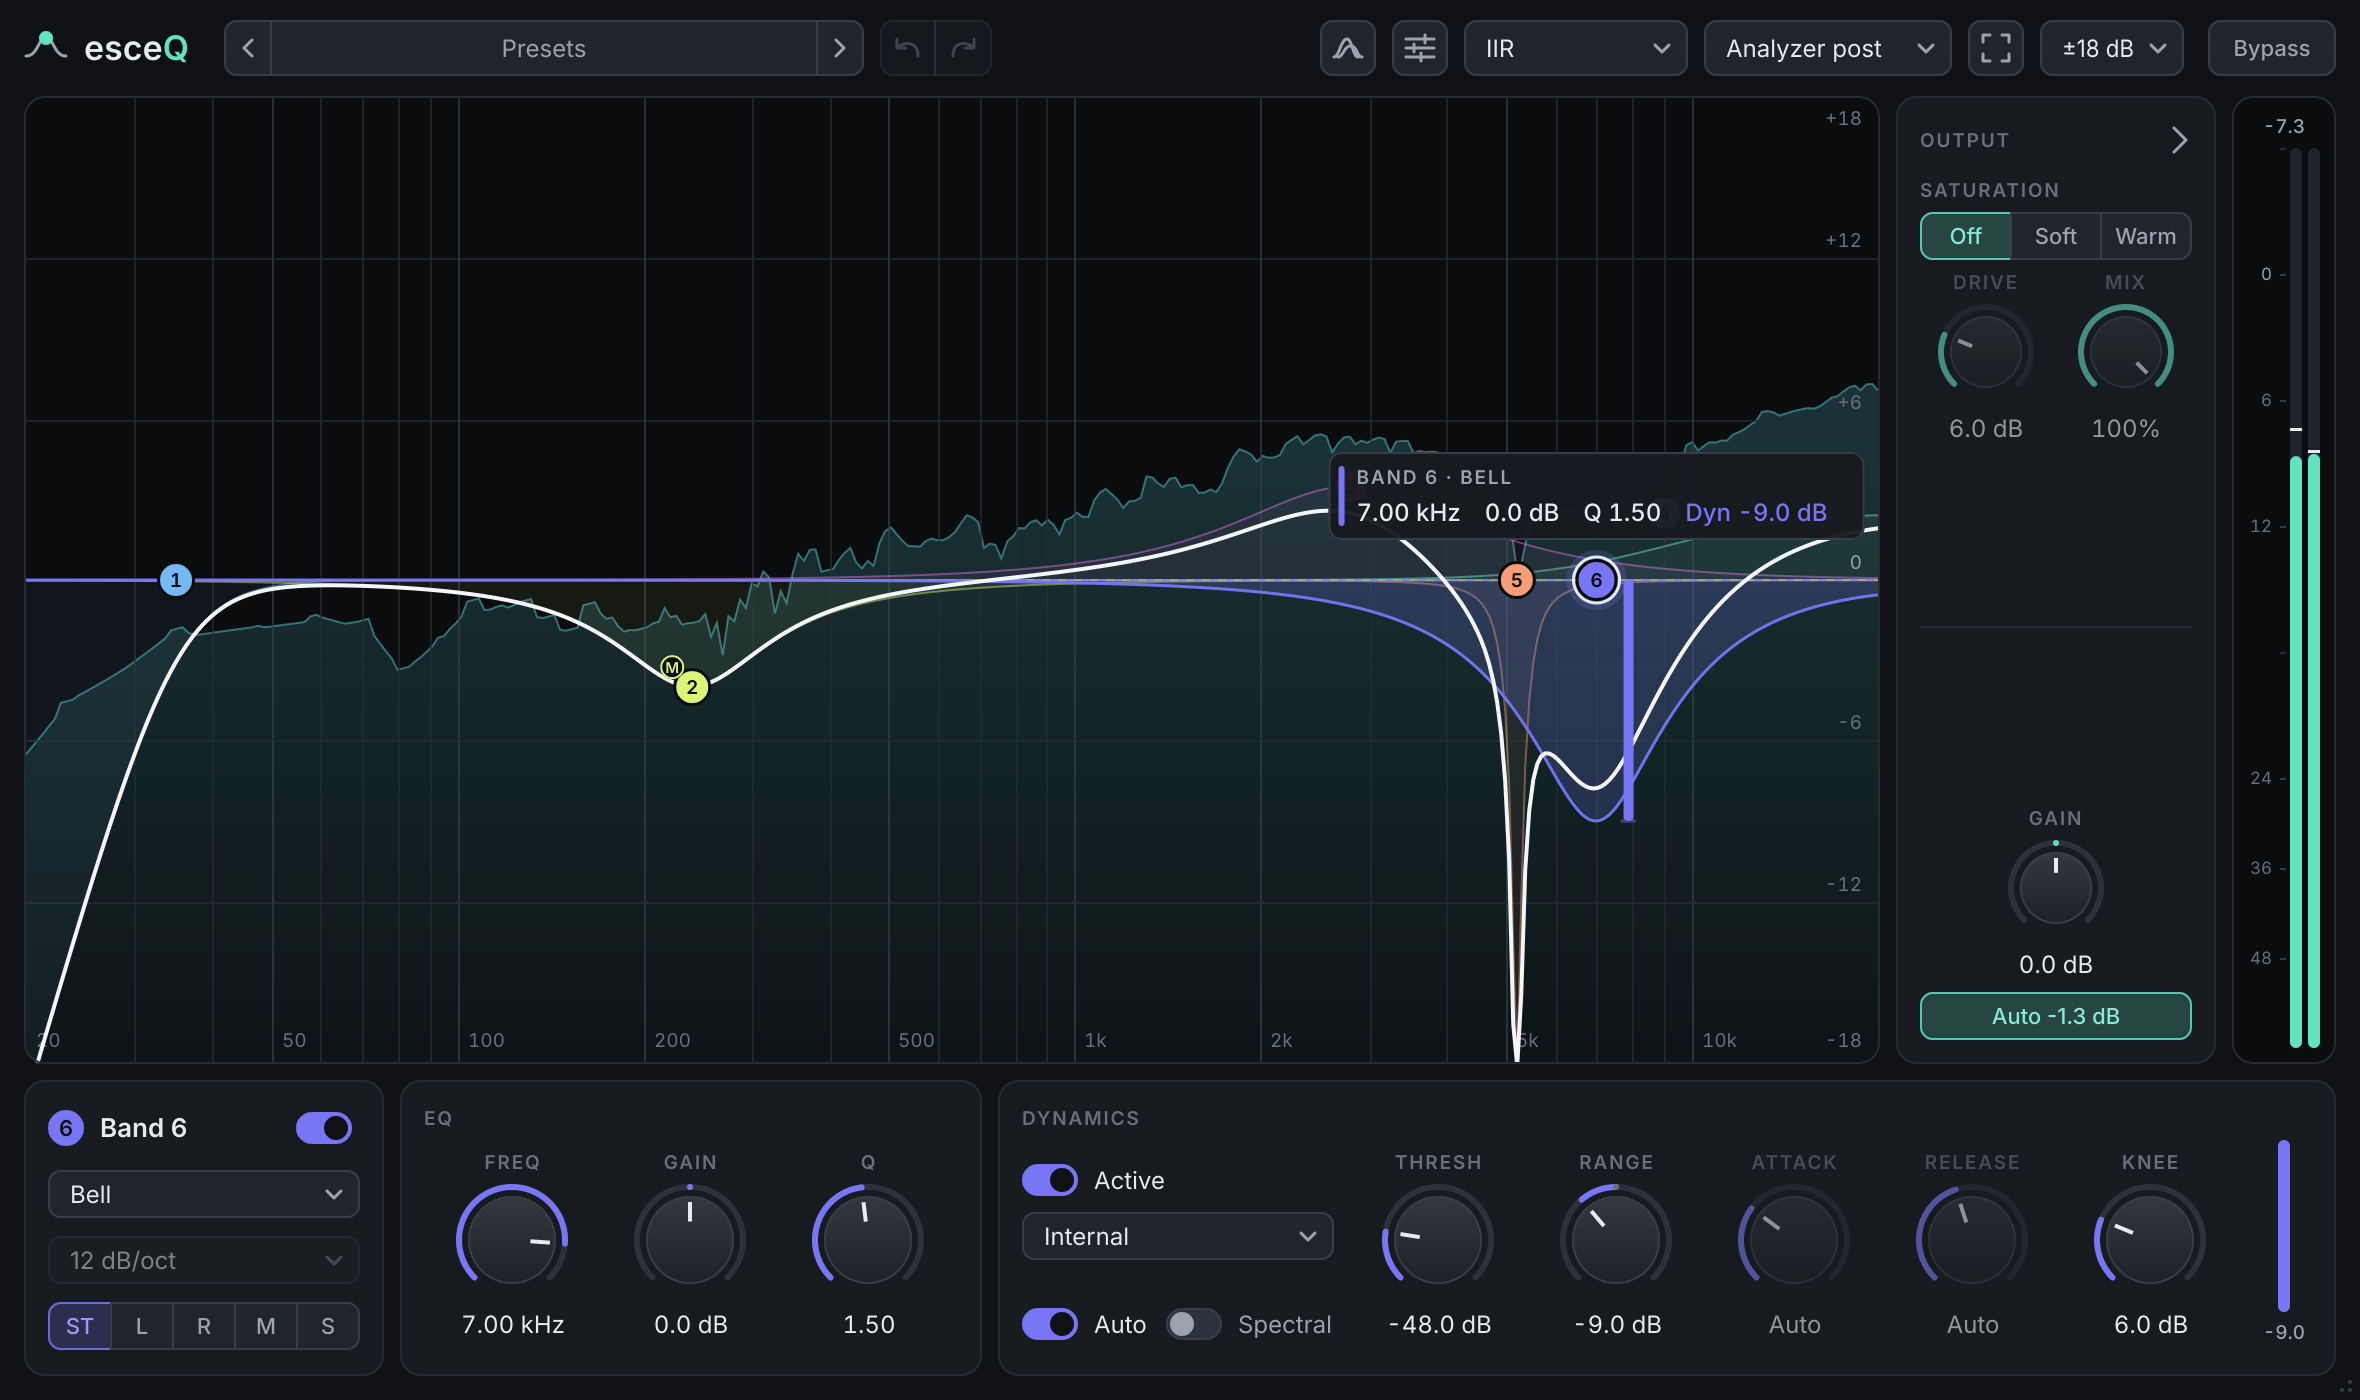 esceQ
Presets
IIR
Analyzer post
±18 dB
Bypass
+18
+12
+6
0
-6
-12
-18
20
50
100
200
500
1k
2k
5k
10k
1
M
2
5
6
BAND 6 · BELL
7.00 kHz 0.0 dB Q 1.50 Dyn -9.0 dB
OUTPUT
SATURATION
Off Soft Warm
DRIVE MIX
6.0 dB 100%
GAIN
0.0 dB
Auto -1.3 dB
-7.3
0
6
12
24
36
48
6 Band 6
Bell
12 dB/oct
ST L R M S
EQ
FREQ GAIN Q
7.00 kHz 0.0 dB 1.50
DYNAMICS
Active
Internal
Auto Spectral
THRESH RANGE ATTACK RELEASE KNEE
-48.0 dB -9.0 dB Auto Auto 6.0 dB
-9.0